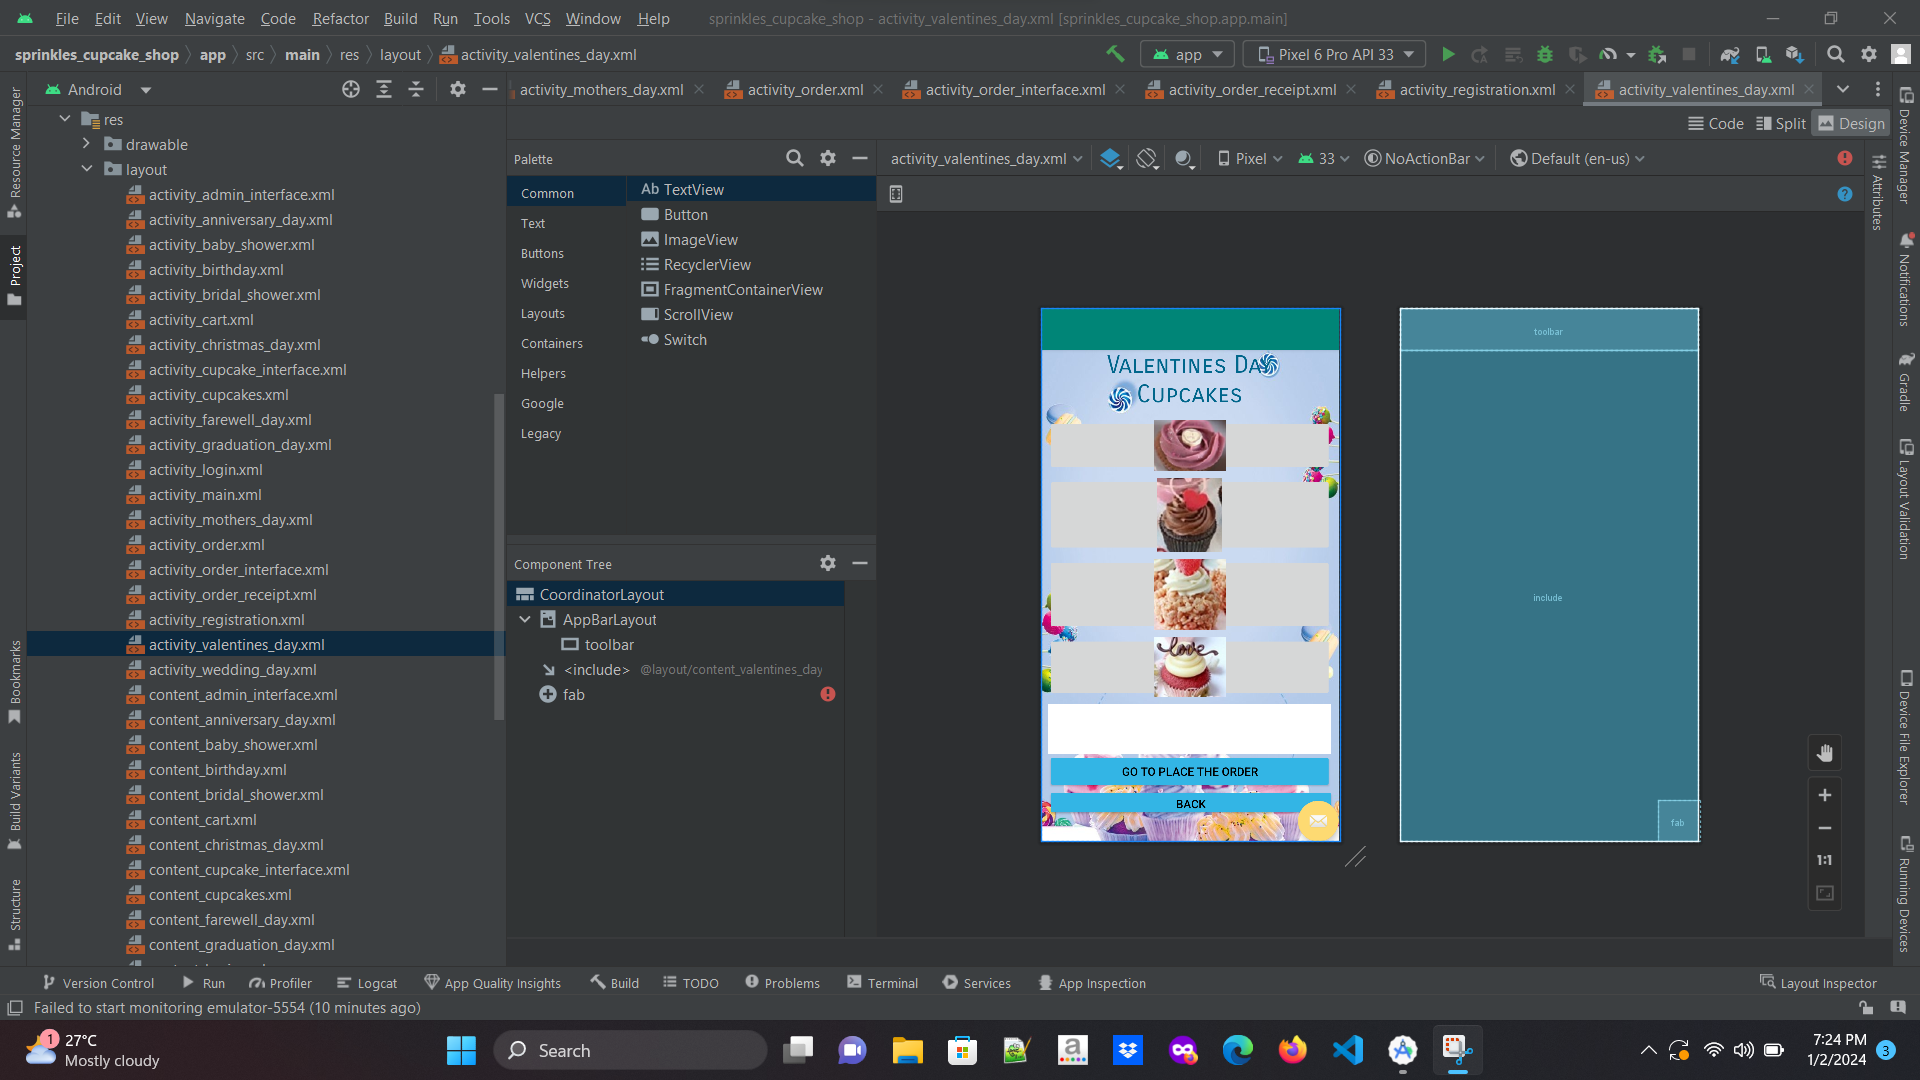 File Edit View Navigate Code Refactor Build Run Tools VCS Window Help sprinkles_cupcake_shop - activity_valentines_day.xml [sprinkles_cupcake_shop.app.main]
sprinkles_cupcake_shop app src main res layout activity_valentines_day.xml app Pixel 6 Pro API 33
Android
activity_mothers_day.xml activity_order.xml activity_order_interface.xml activity_order_receipt.xml activity_registration.xml activity_valentines_day.xml
Code Split Design
Resource Manager
Project
Bookmarks
Build Variants
Structure
res
drawable
layout
activity_admin_interface.xml
activity_anniversary_day.xml
activity_baby_shower.xml
activity_birthday.xml
activity_bridal_shower.xml
activity_cart.xml
activity_christmas_day.xml
activity_cupcake_interface.xml
activity_cupcakes.xml
activity_farewell_day.xml
activity_graduation_day.xml
activity_login.xml
activity_main.xml
activity_mothers_day.xml
activity_order.xml
activity_order_interface.xml
activity_order_receipt.xml
activity_registration.xml
activity_valentines_day.xml
activity_wedding_day.xml
content_admin_interface.xml
content_anniversary_day.xml
content_baby_shower.xml
content_birthday.xml
content_bridal_shower.xml
content_cart.xml
content_christmas_day.xml
content_cupcake_interface.xml
content_cupcakes.xml
content_farewell_day.xml
content_graduation_day.xml
Palette
Common
Text
Buttons
Widgets
Layouts
Containers
Helpers
Google
Legacy
Ab TextView
Button
ImageView
RecyclerView
FragmentContainerView
ScrollView
Switch
Component Tree
CoordinatorLayout
AppBarLayout
toolbar
<include> @layout/content_valentines_day
fab
activity_valentines_day.xml Pixel 33 NoActionBar Default (en-us)
Valentines Day
Cupcakes
love
GO TO PLACE THE ORDER
BACK
toolbar
include
fab
1:1
Attributes
Device Manager
Notifications
Gradle
Layout Validation
Device File Explorer
Running Devices
Version Control Run Profiler Logcat App Quality Insights Build TODO Problems Terminal Services App Inspection Layout Inspector
Failed to start monitoring emulator-5554 (10 minutes ago)
1
27°C
Mostly cloudy
Search
7:24 PM
1/2/2024
3